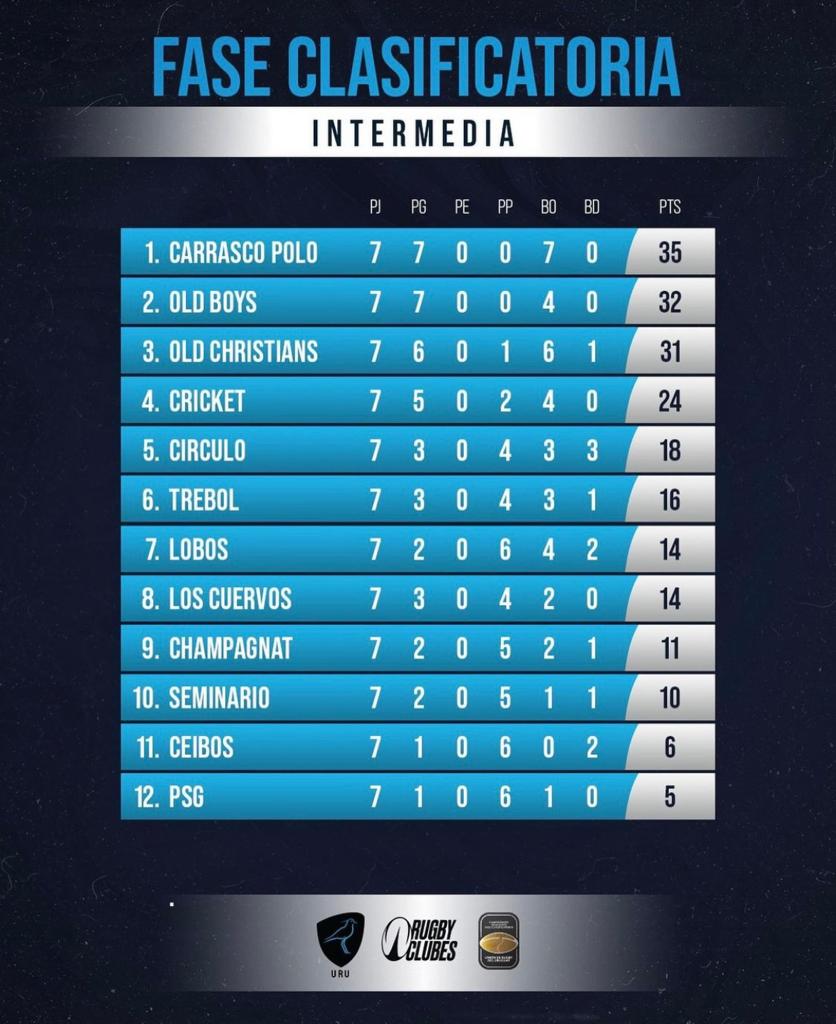 FASE CLASIFICATORIA
INTERMEDIA
PJ PG PE PP BO BD PTS
1. CARRASCO POLO 7 7 0 0 7 0 35
2. OLD BOYS 7 7 0 0 4 0 32
3. OLD CHRISTIANS 7 6 0 1 6 1 31
4. CRICKET 7 5 0 2 4 0 24
5. CIRCULO 7 3 0 4 3 3 18
6. TREBOL 7 3 0 4 3 1 16
7. LOBOS 7 2 0 6 4 2 14
8. LOS CUERVOS 7 3 0 4 2 0 14
9. CHAMPAGNAT 7 2 0 5 2 1 11
10. SEMINARIO 7 2 0 5 1 1 10
11. CEIBOS 7 1 0 6 0 2 6
12. PSG 7 1 0 6 1 0 5
URU
RUGBY
CLUBES